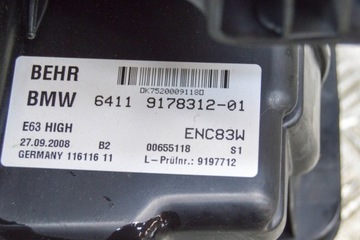 BEHR
DK7520009118D
BMW 6411 9178312-01
E63 HIGH ENC83W
27.09.2008 B2 00655118 S1
GERMANY 116116 11 L-Prüfnr.: 9197712